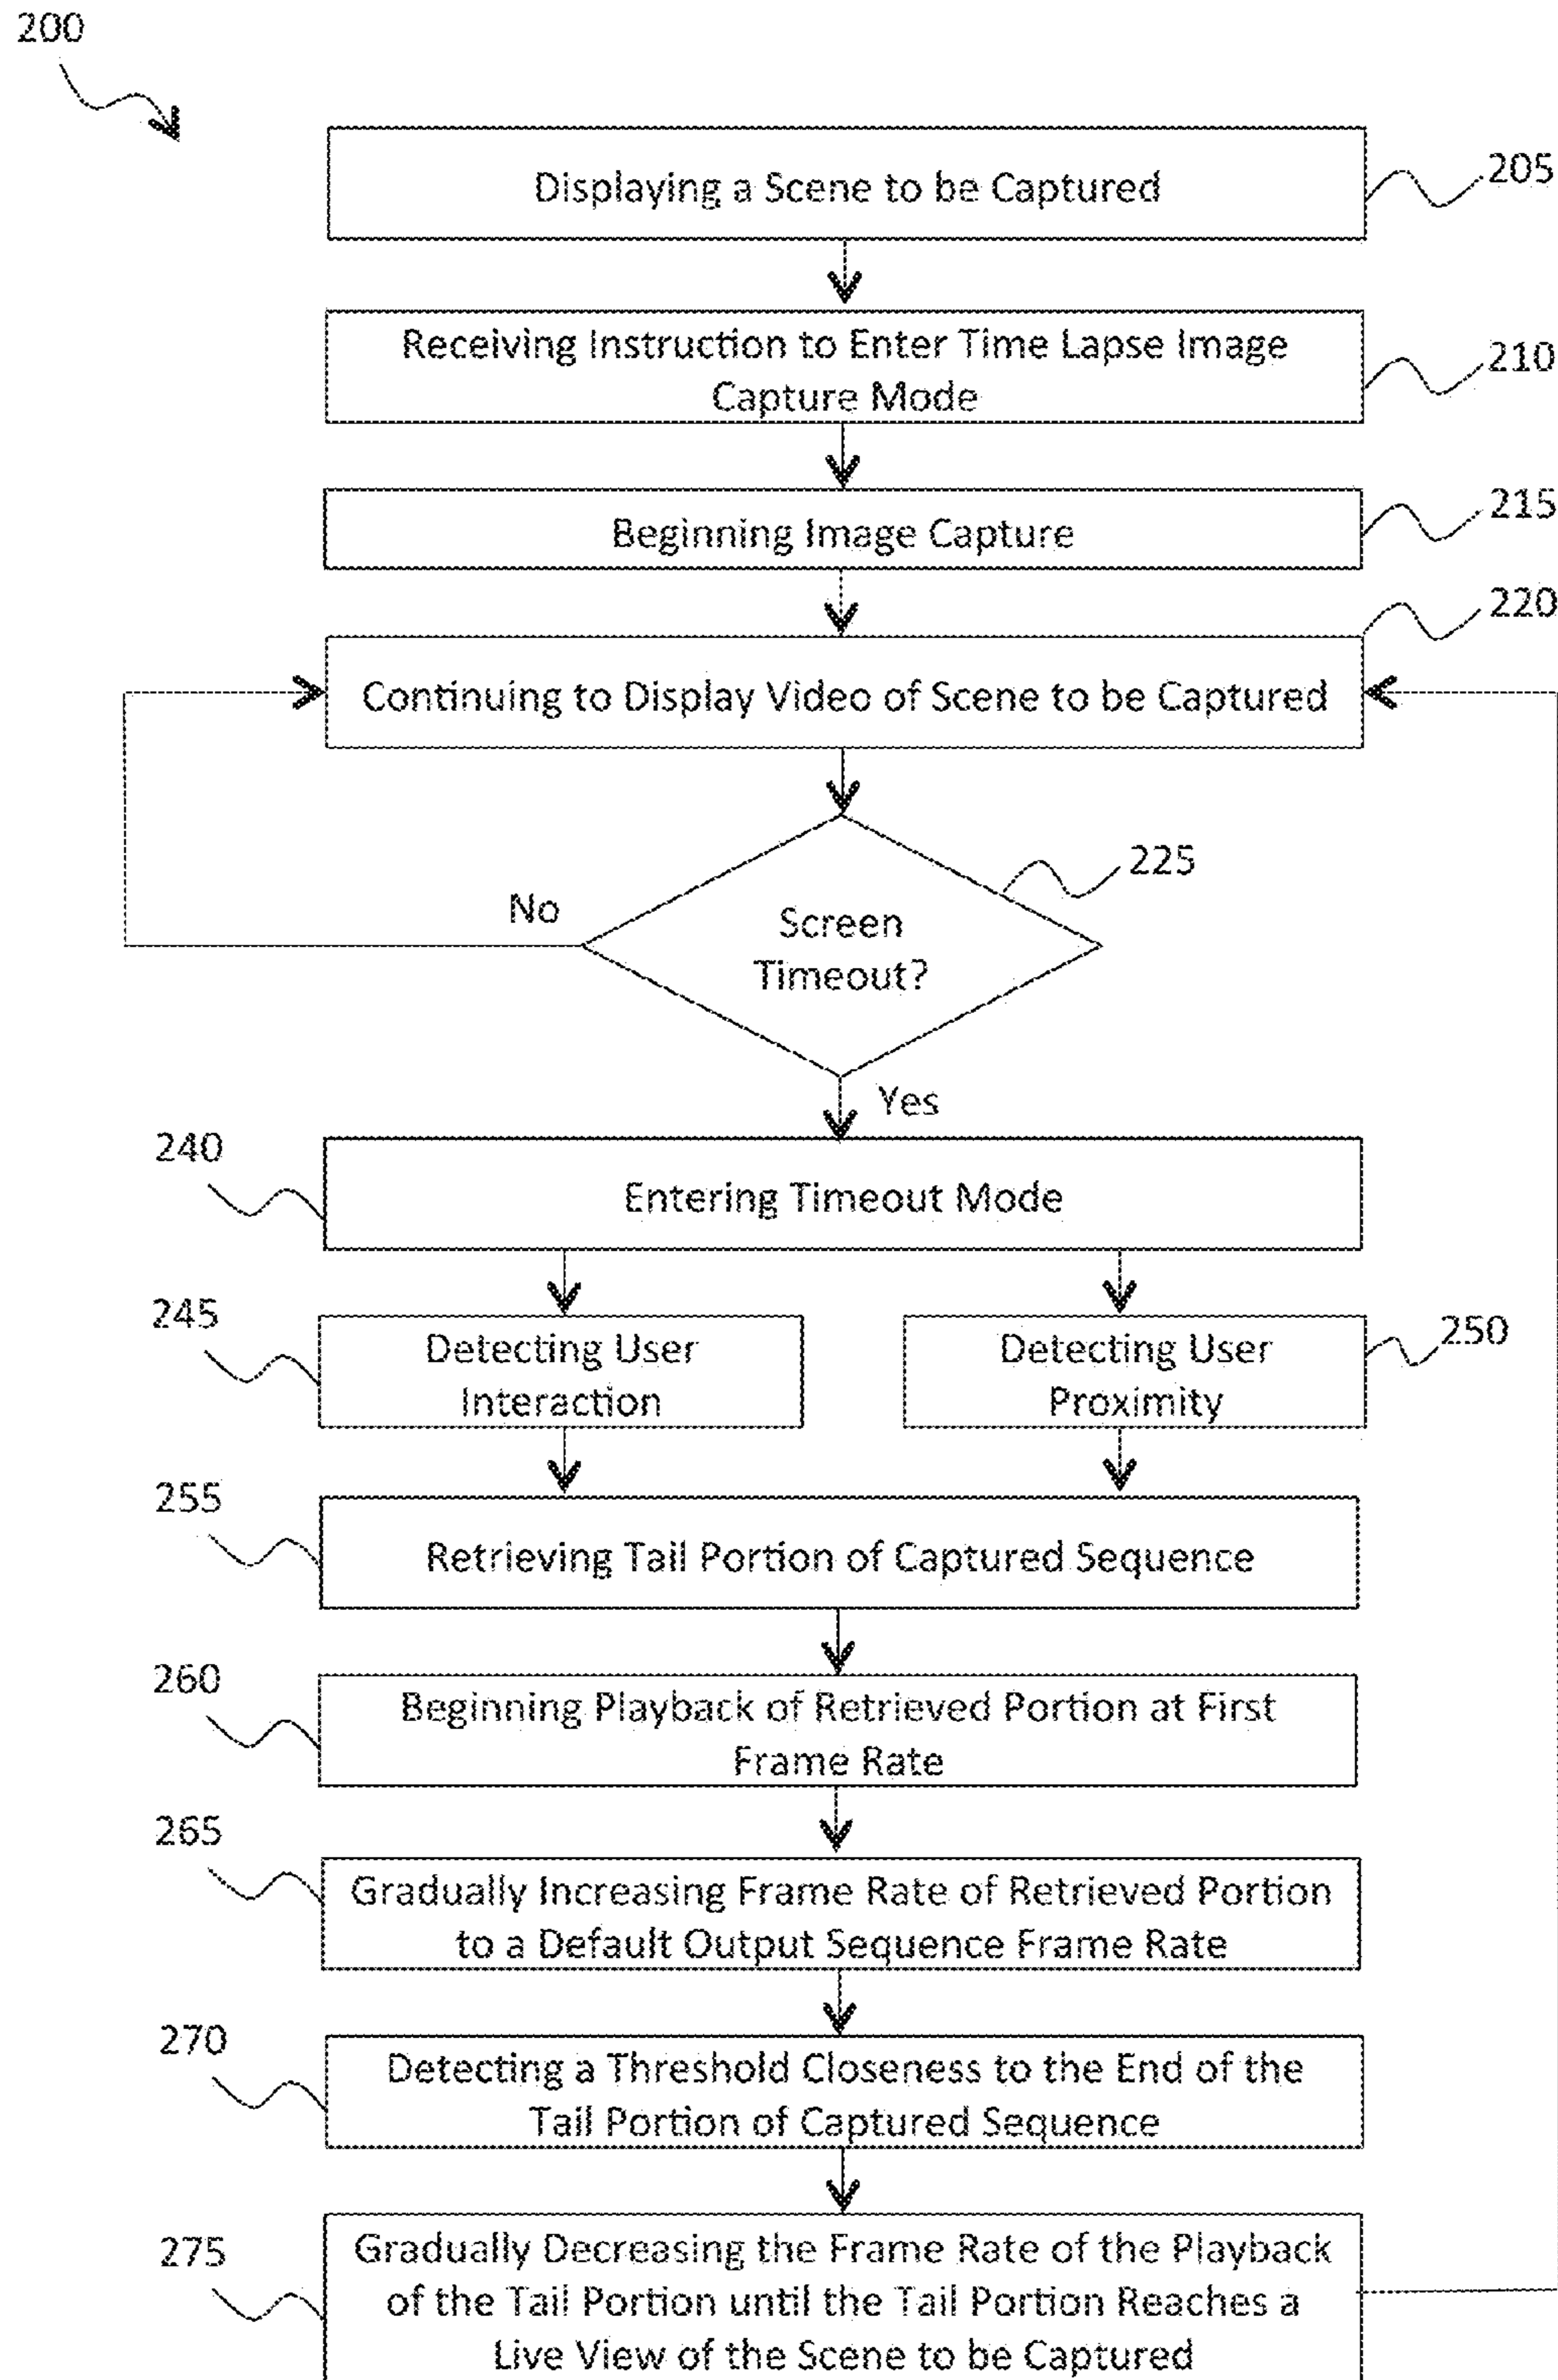 200
Displaying a Scene to be Captured
205
Receiving Instruction to Enter Time Lapse Image
Capture Mode
210
Beginning Image Capture
215
220
Continuing to Display Video of Scene to be Captured
225
No
Screen
Timeout?
Yes
240
Entering Timeout Mode
245
Detecting User
Interaction
Detecting User
Proximity
250
255
Retrieving Tail Portion of Captured Sequence
260
Beginning Playback of Retrieved Portion at First
Frame Rate
265
Gradually Increasing Frame Rate of Retrieved Portion
to a Default Output Sequence Frame Rate
270
Detecting a Threshold Closeness to the End of the
Tail Portion of Captured Sequence
275
Gradually Decreasing the Frame Rate of the Playback
of the Tail Portion until the Tail Portion Reaches a
Live View of the Scene to be Captured